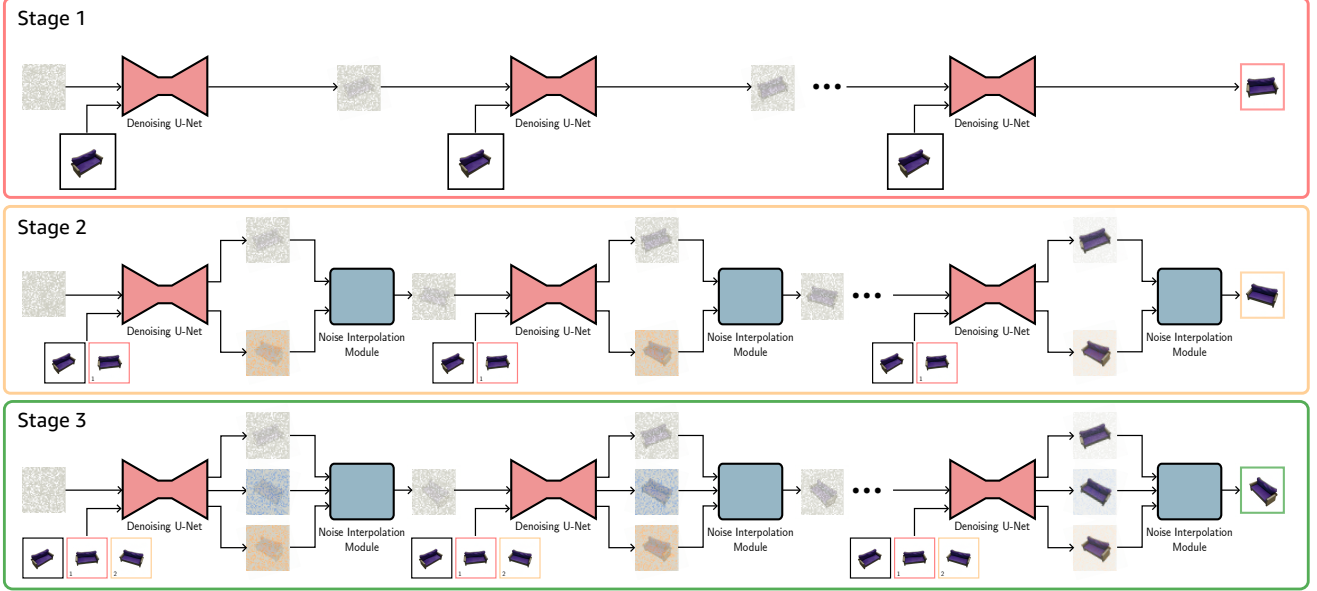 Stage 1
Denoising U-Net
Denoising U-Net
Denoising U-Net
Stage 2
Denoising U-Net
Noise Interpolation
Module
Denoising U-Net
Noise Interpolation
Module
Denoising U-Net
Noise Interpolation
Module
1
1
1
Stage 3
Denoising U-Net
Noise Interpolation
Module
Denoising U-Net
Noise Interpolation
Module
Denoising U-Net
Noise Interpolation
Module
1
2
1
2
1
2